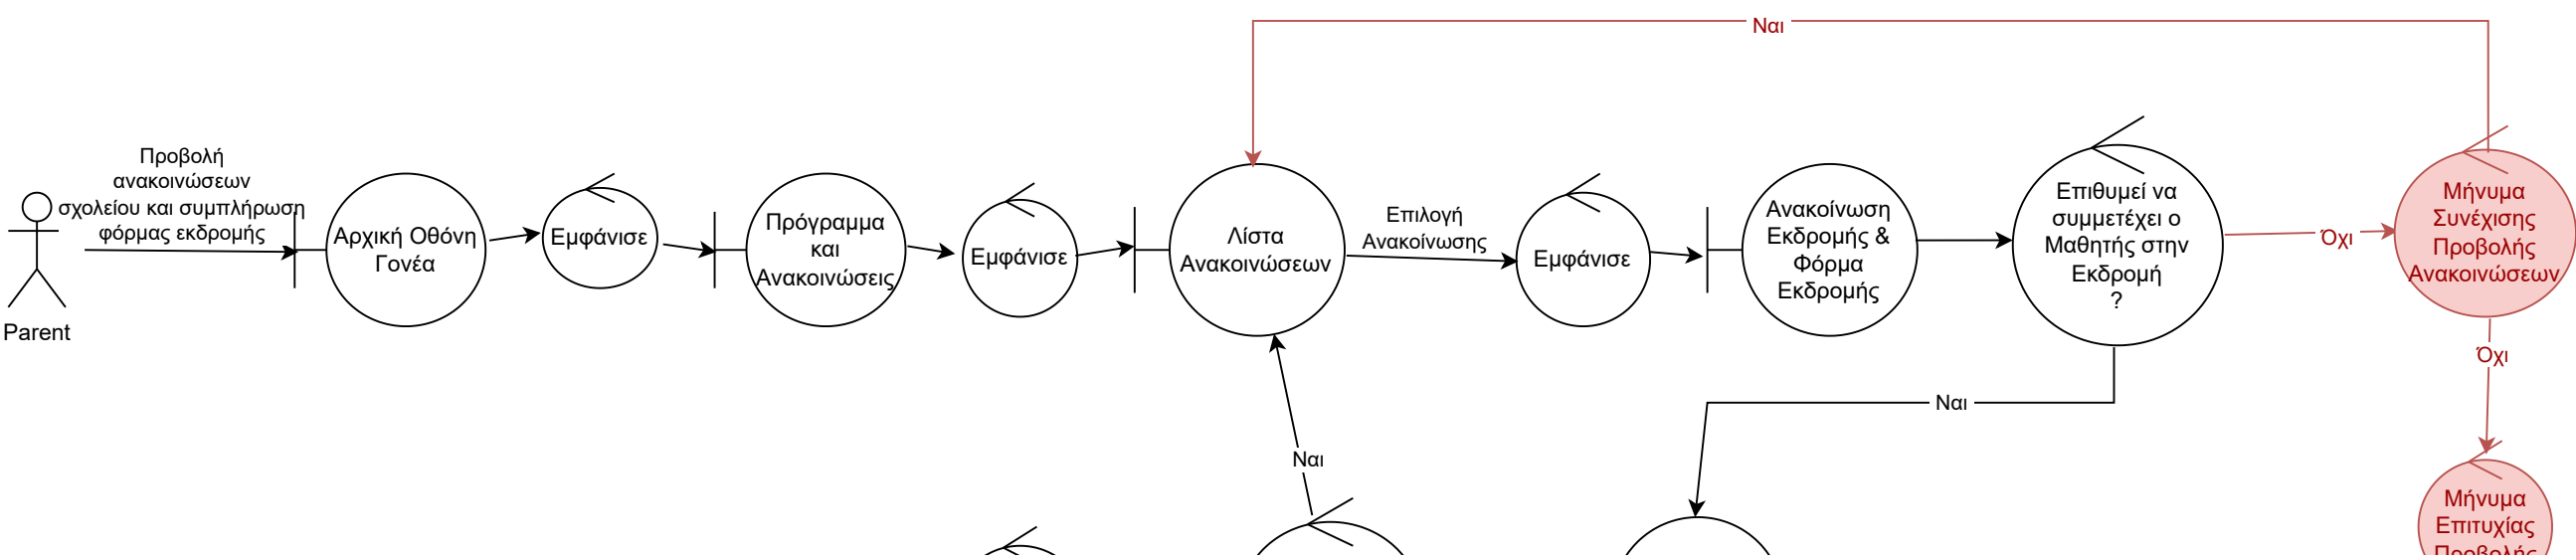 Ναι
Προβολή
ανακοινώσεων
σχολείου και συμπλήρωση
φόρμας εκδρομής
Parent
Αρχική Οθόνη
Γονέα
Εμφάνισε
Πρόγραμμα
και
Ανακοινώσεις
Εμφάνισε
Λίστα
Ανακοινώσεων
Επιλογή
Ανακοίνωσης
Εμφάνισε
Ανακοίνωση
Εκδρομής &
Φόρμα
Εκδρομής
Επιθυμεί να
συμμετέχει ο
Μαθητής στην
Εκδρομή
?
Όχι
Μήνυμα
Συνέχισης
Προβολής
Ανακοινώσεων
Όχι
Ναι
Ναι
Μήνυμα
Επιτυχίας
Προβολής